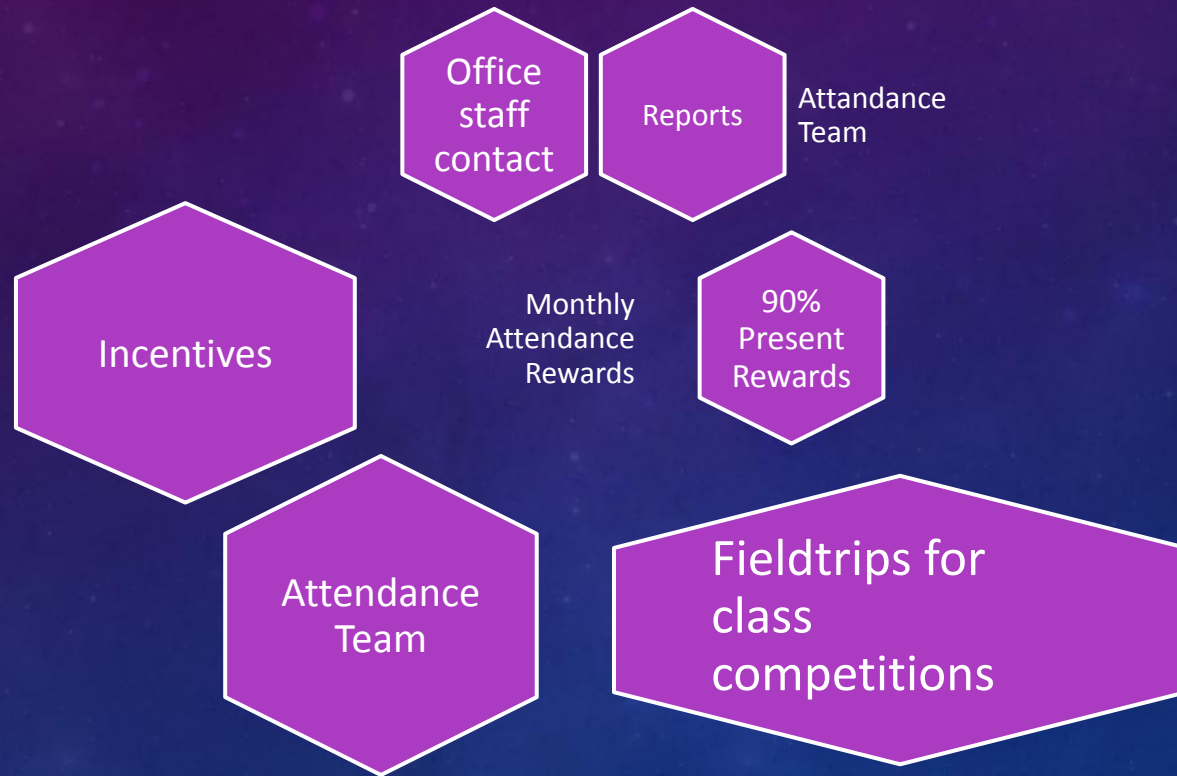 Office
staff
contact
Reports
Attandance
Team
Incentives
Monthly
Attendance
Rewards
90%
Present
Rewards
Attendance
Team
Fieldtrips for
class
competitions